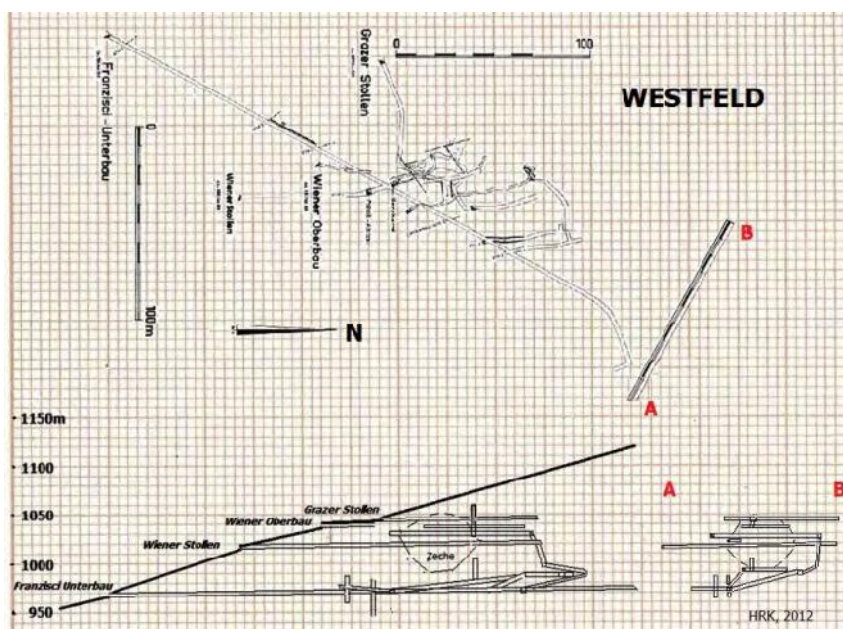 WESTFELD
0
100
Grazer Stollen
Franzisci - Unterbau
0
100m
Wiener Stollen
Wiener Oberbau
N
B
A
1150m
1100
1050
1000
950
Grazer Stollen
Wiener Oberbau
Wiener Stollen
Franzisci Unterbau
Zeche
A
B
HRK, 2012